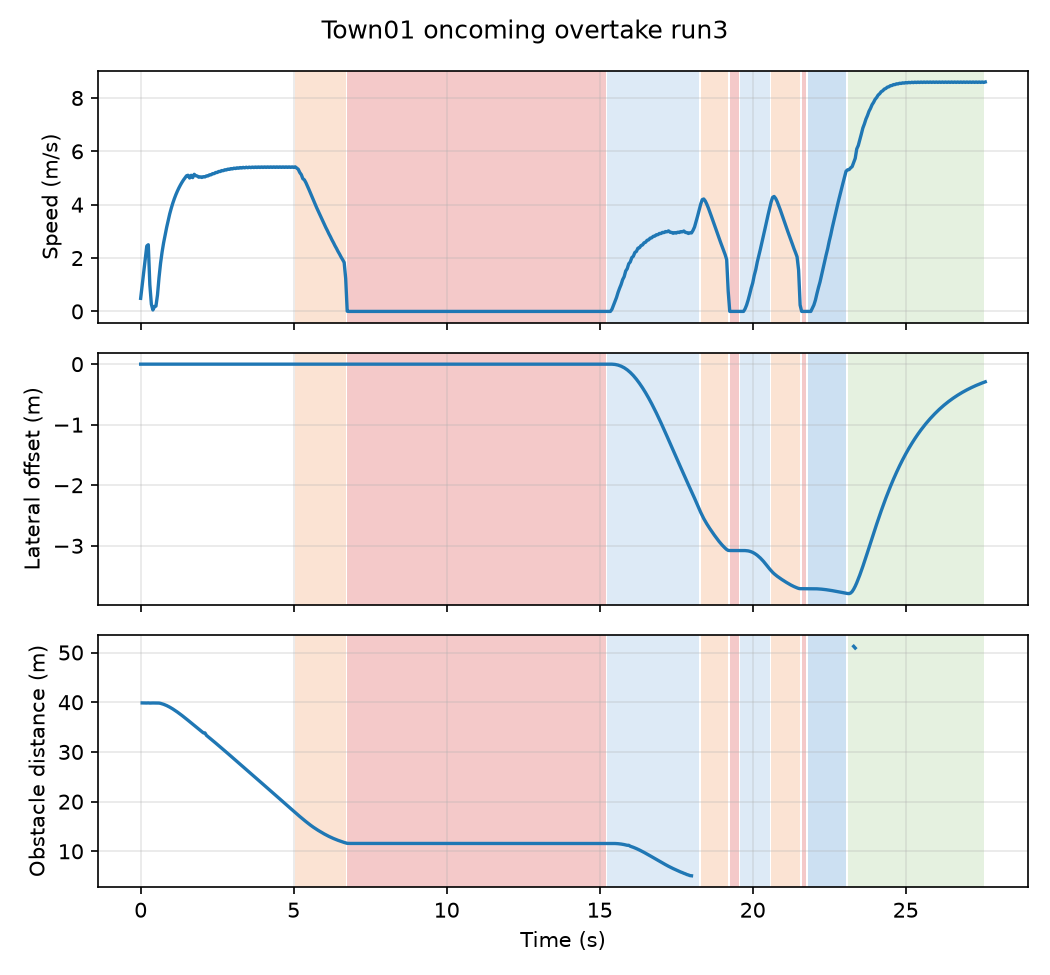 Town01 oncoming overtake run3
Speed (m/s)
8
6
4
2
0
Lateral offset (m)
0
−1
−2
−3
Obstacle distance (m)
50
40
30
20
10
0 5 10 15 20 25
Time (s)